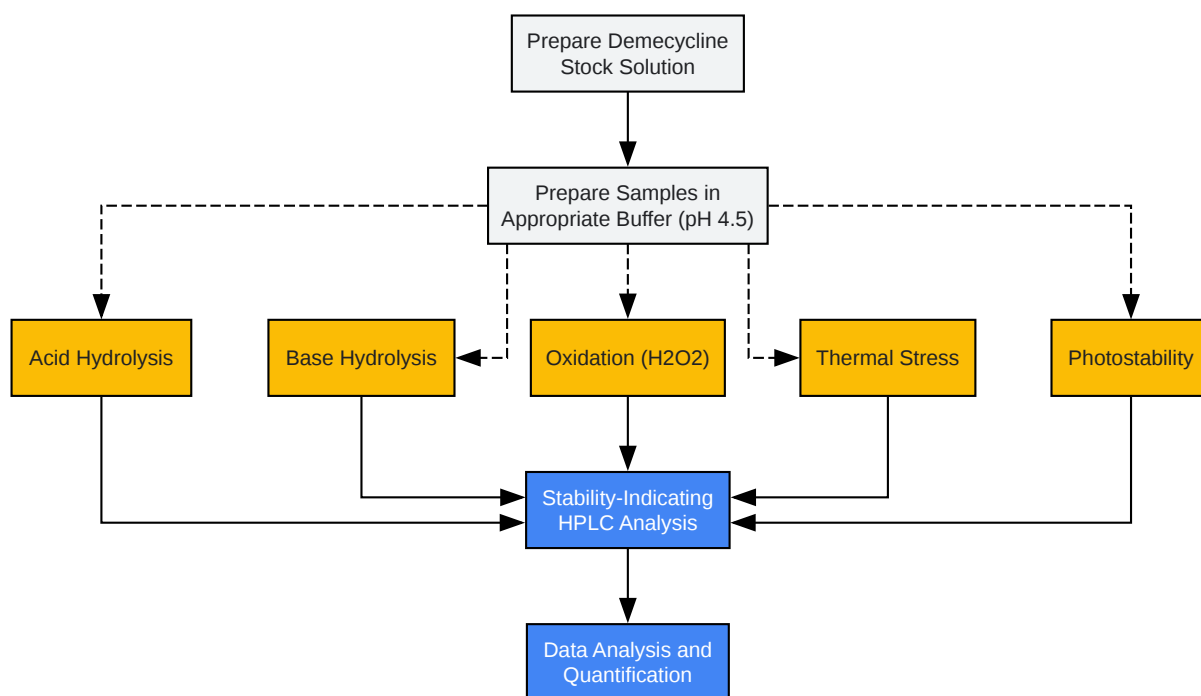 Prepare Demecycline
Stock Solution
Prepare Samples in
Appropriate Buffer (pH 4.5)
Acid Hydrolysis
Base Hydrolysis
Oxidation (H2O2)
Thermal Stress
Photostability
Stability-Indicating
HPLC Analysis
Data Analysis and
Quantification